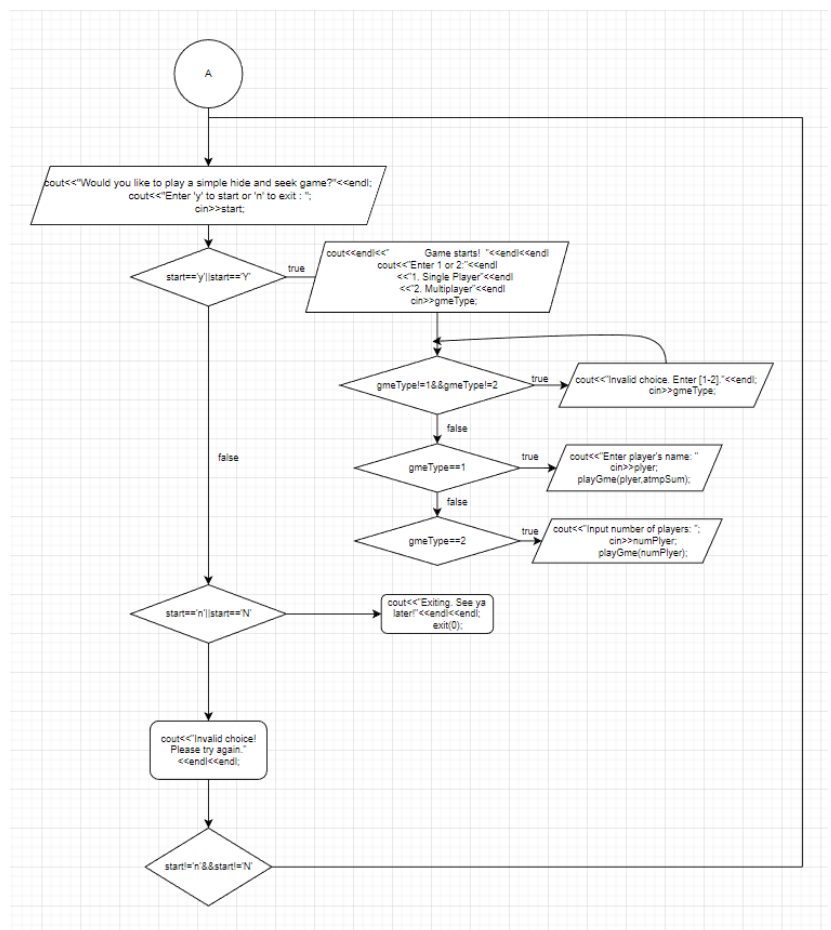 A
cout<<"Would you like to play a simple hide and seek game?"<<endl;
cout<<"Enter 'y' to start or 'n' to exit : ";
cin>>start;
start=='y'||start=='Y'
true
cout<<endl<<" Game starts! "<<endl<<endl
cout<<"Enter 1 or 2:"<<endl
<<"1. Single Player"<<endl
<<"2. Multiplayer"<<endl
cin>>gmeType;
gmeType!=1&&gmeType!=2
true
cout<<"Invalid choice. Enter [1-2]."<<endl;
cin>>gmeType;
false
gmeType==1
true
cout<<"Enter player's name: "
cin>>plyer;
playGme(plyer,atmpSum);
false
gmeType==2
true
cout<<"Input number of players: ";
cin>>numPlyer;
playGme(numPlyer);
false
start=='n'||start=='N'
cout<<"Exiting. See ya
later!"<<endl<<endl;
exit(0);
cout<<"Invalid choice!
Please try again."
<<endl<<endl;
start!='n'&&start!='N'